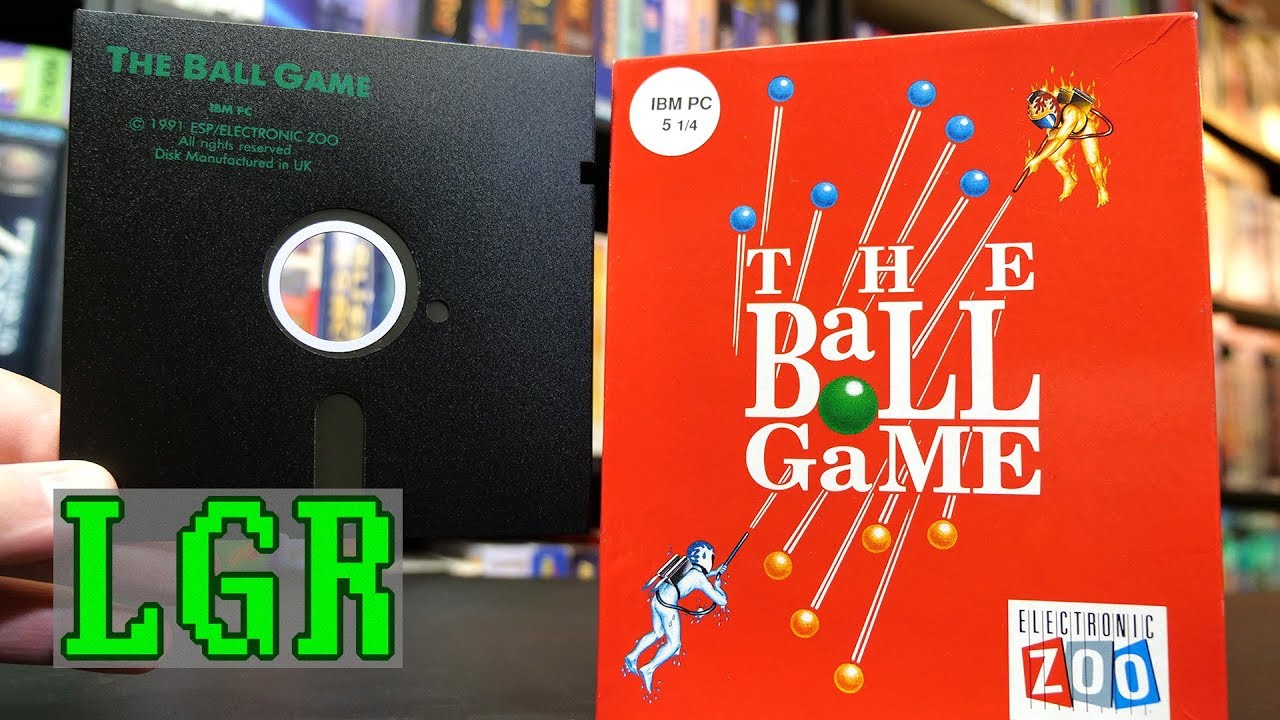 THE BALL GAME
IBM PC
© 1991 ESP/ELECTRONIC ZOO
All rights reserved
Disk Manufactured in UK
LGR
IBM PC
5 1/4
THE
BaLL
GaME
ELECTRONIC
ZOO